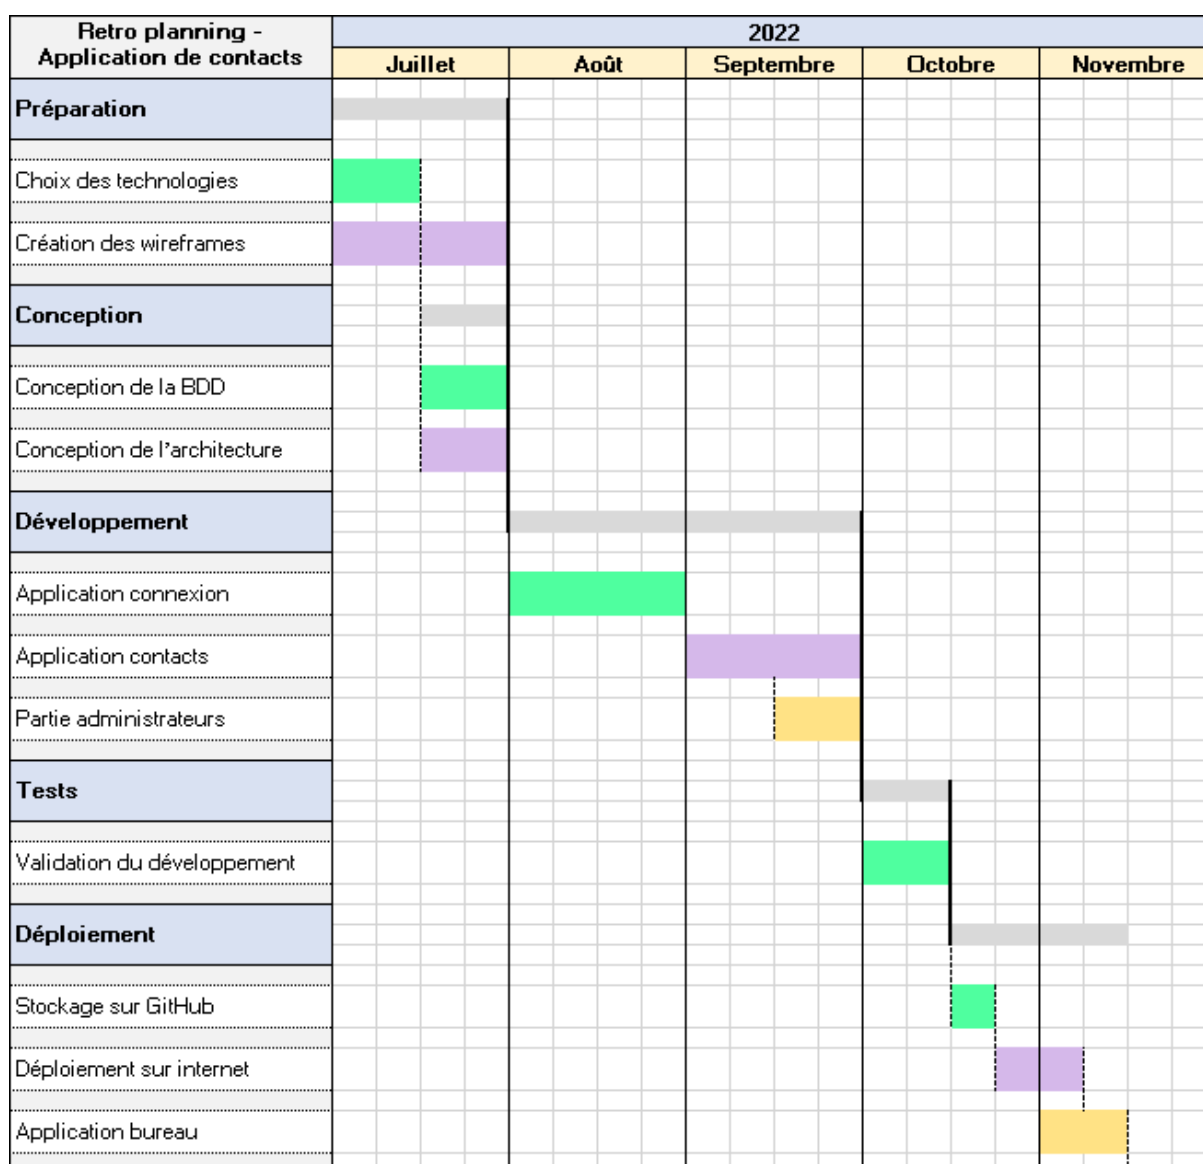 Retro planning -
Application de contacts
2022
Juillet Août Septembre Octobre Novembre
Préparation
Choix des technologies
Création des wireframes
Conception
Conception de la BDD
Conception de l'architecture
Développement
Application connexion
Application contacts
Partie administrateurs
Tests
Validation du développement
Déploiement
Stockage sur GitHub
Déploiement sur internet
Application bureau